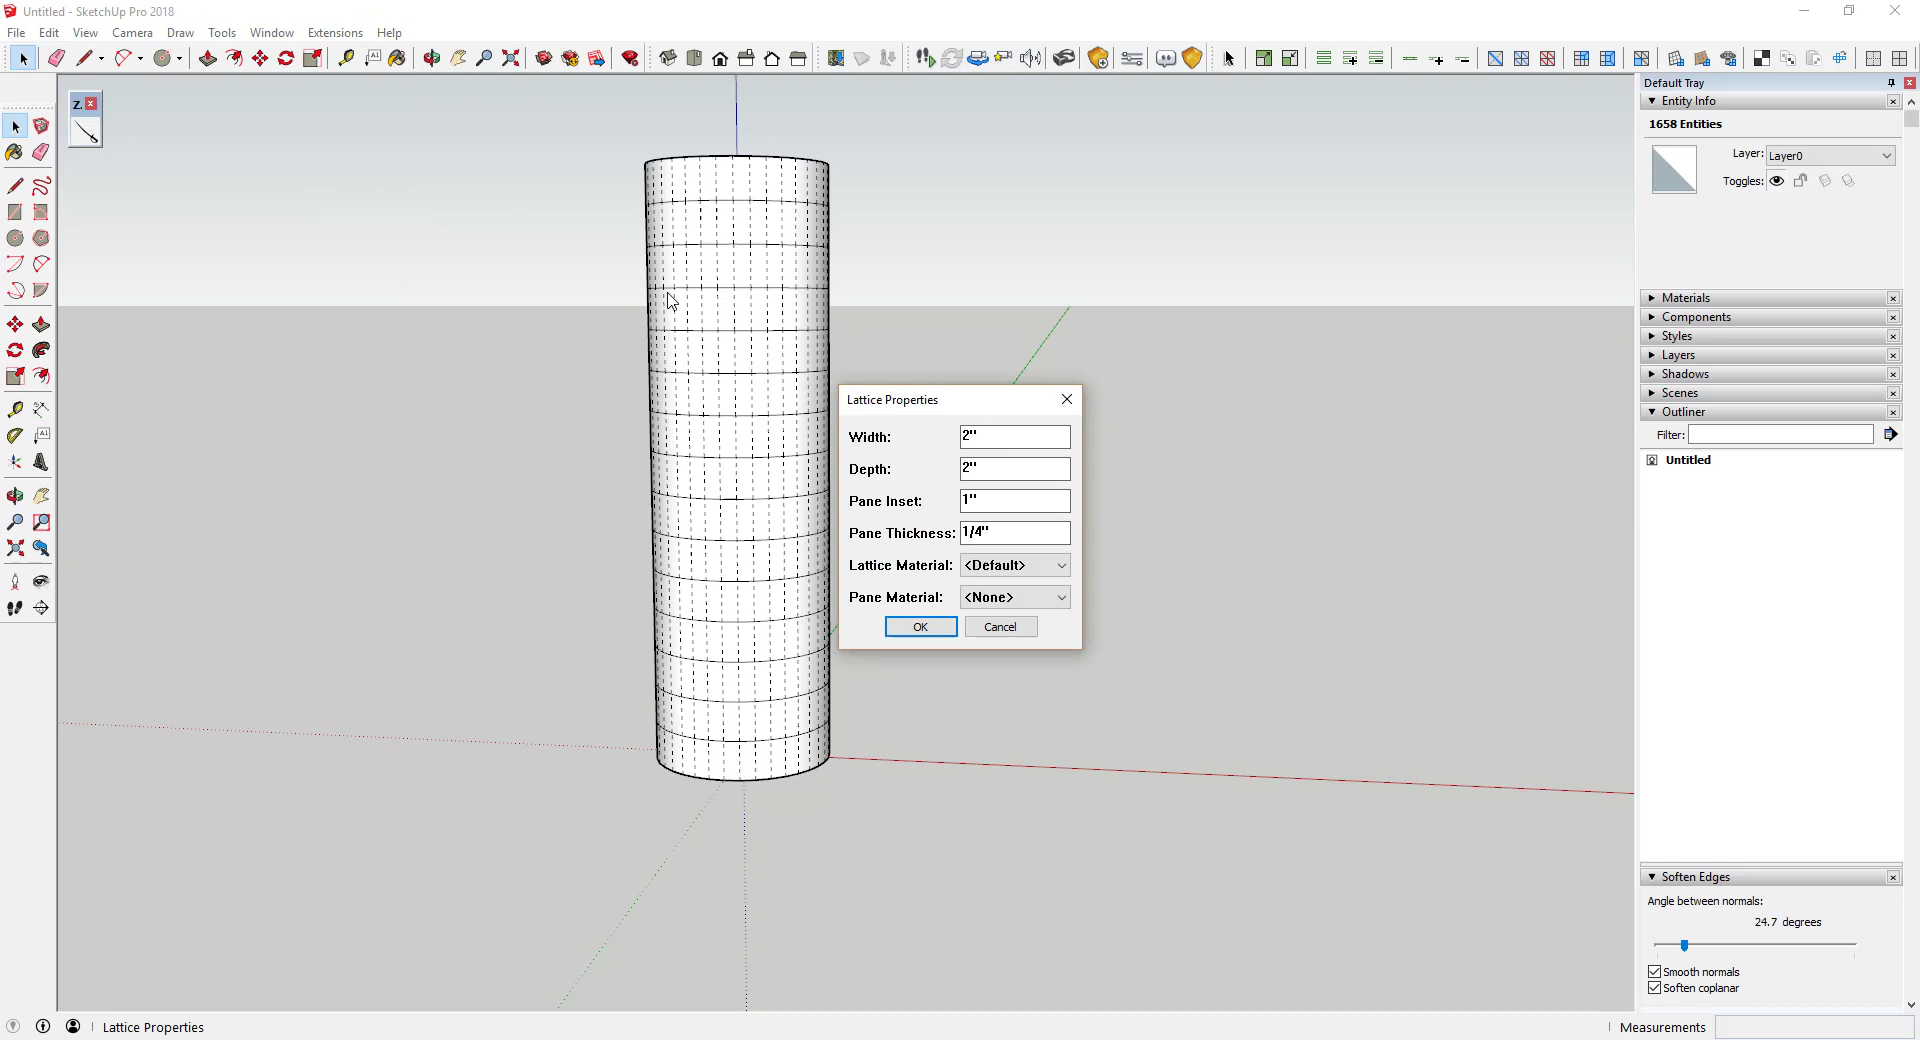 Untitled - SketchUp Pro 2018
File Edit View Camera Draw Tools Window Extensions Help
Z.
Default Tray
Entity Info
1658 Entities
Layer: Layer0
Toggles:
Materials
Components
Styles
Layers
Shadows
Scenes
Outliner
Filter:
Untitled
Lattice Properties
Width: 2"
Depth: 2"
Pane Inset: 1"
Pane Thickness: 1/4"
Lattice Material: <Default>
Pane Material: <None>
OK Cancel
Soften Edges
Angle between normals:
24.7 degrees
Smooth normals
Soften coplanar
Lattice Properties
Measurements